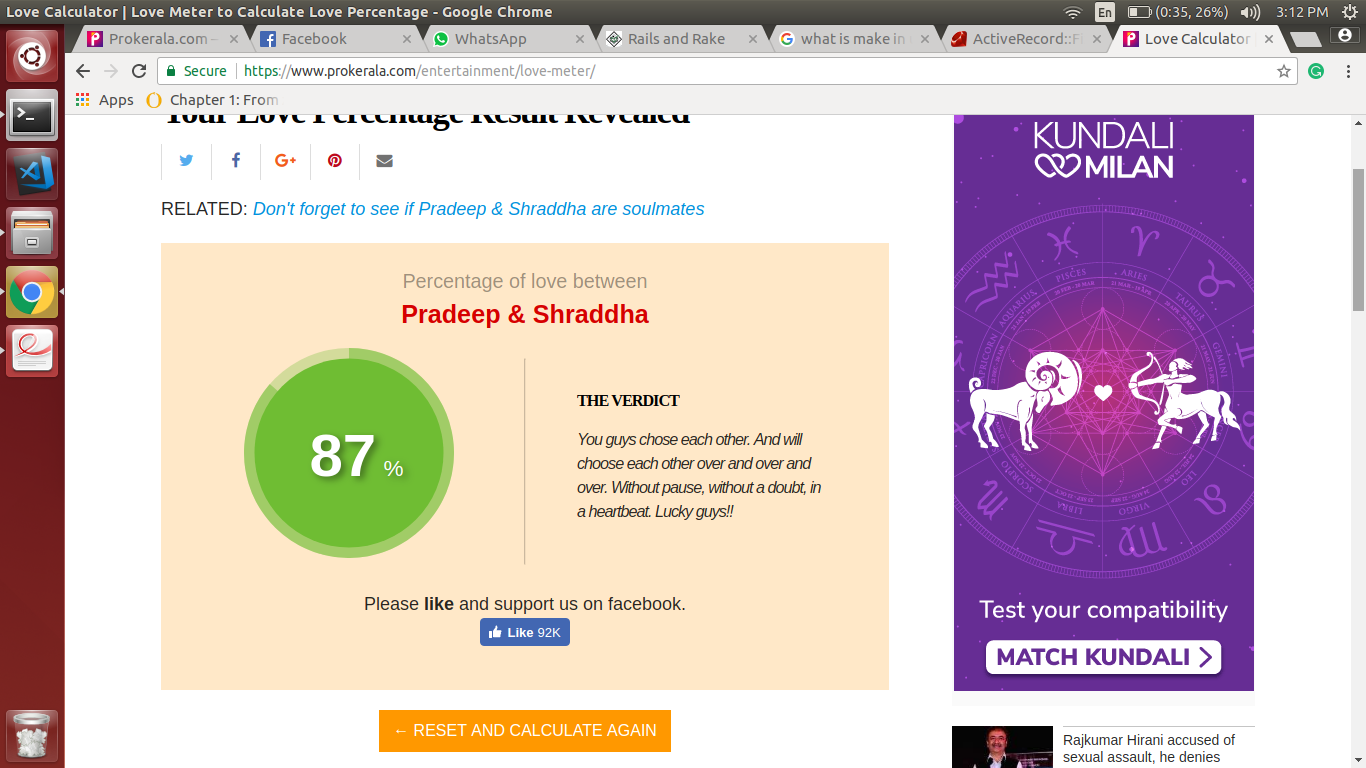 Love Calculator | Love Meter to Calculate Love Percentage - Google Chrome
En
(0:35, 26%)
3:12 PM
Prokerala.com –
Facebook
WhatsApp
Rails and Rake
what is make in
ActiveRecord::Fi
Love Calculator
Secure
https://www.prokerala.com/entertainment/love-meter/
Apps
Chapter 1: From
Your Love Percentage Result Revealed
RELATED: Don't forget to see if Pradeep & Shraddha are soulmates
Percentage of love between
Pradeep & Shraddha
87 %
THE VERDICT
You guys chose each other. And will
choose each other over and over and
over. Without pause, without a doubt, in
a heartbeat. Lucky guys!!
Please like and support us on facebook.
Like 92K
← RESET AND CALCULATE AGAIN
KUNDALI
MILAN
PISCES
ARIES
TAURUS
GEMINI
LEO
VIRGO
LIBRA
SCORPIO
CAPRICORN
AQUARIUS
Test your compatibility
MATCH KUNDALI
Rajkumar Hirani accused of
sexual assault, he denies